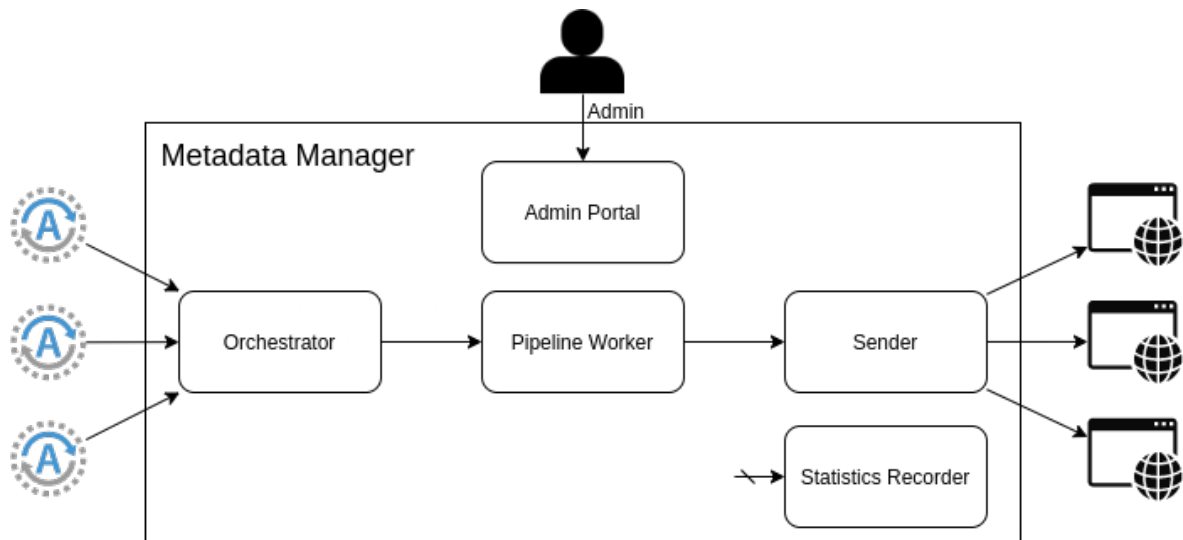 Admin
Metadata Manager
Admin Portal
A
A
A
Orchestrator
Pipeline Worker
Sender
Statistics Recorder